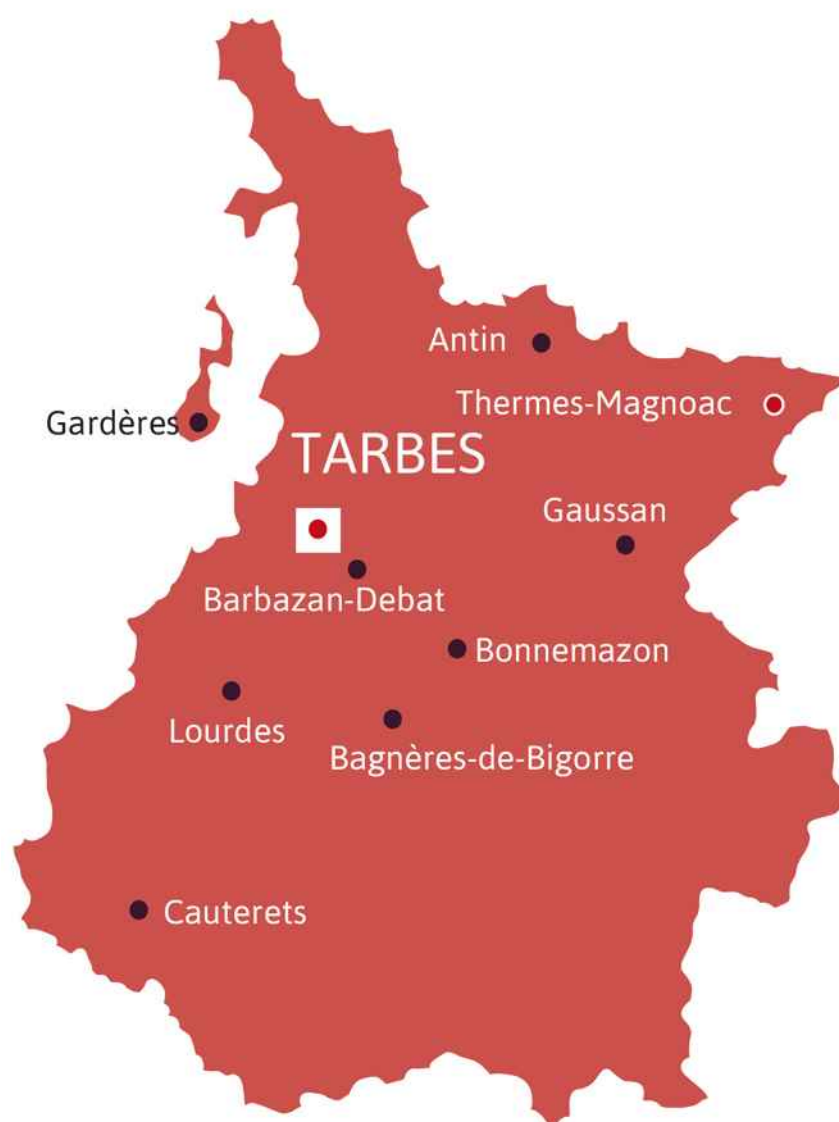 Antin
Thermes-Magnoac
Gardères
TARBES
Gaussan
Barbazan-Debat
Bonnemazon
Lourdes
Bagnères-de-Bigorre
Cauterets